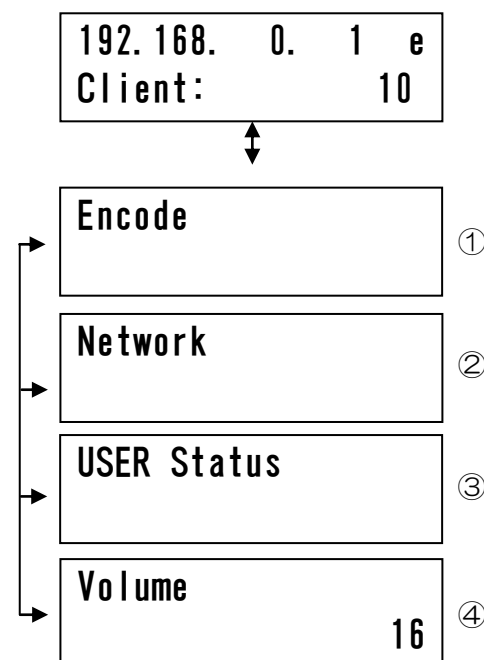 192.168. 0. 1 e
Client: 10
Encode
①
Network
②
USER Status
③
Volume
16
④